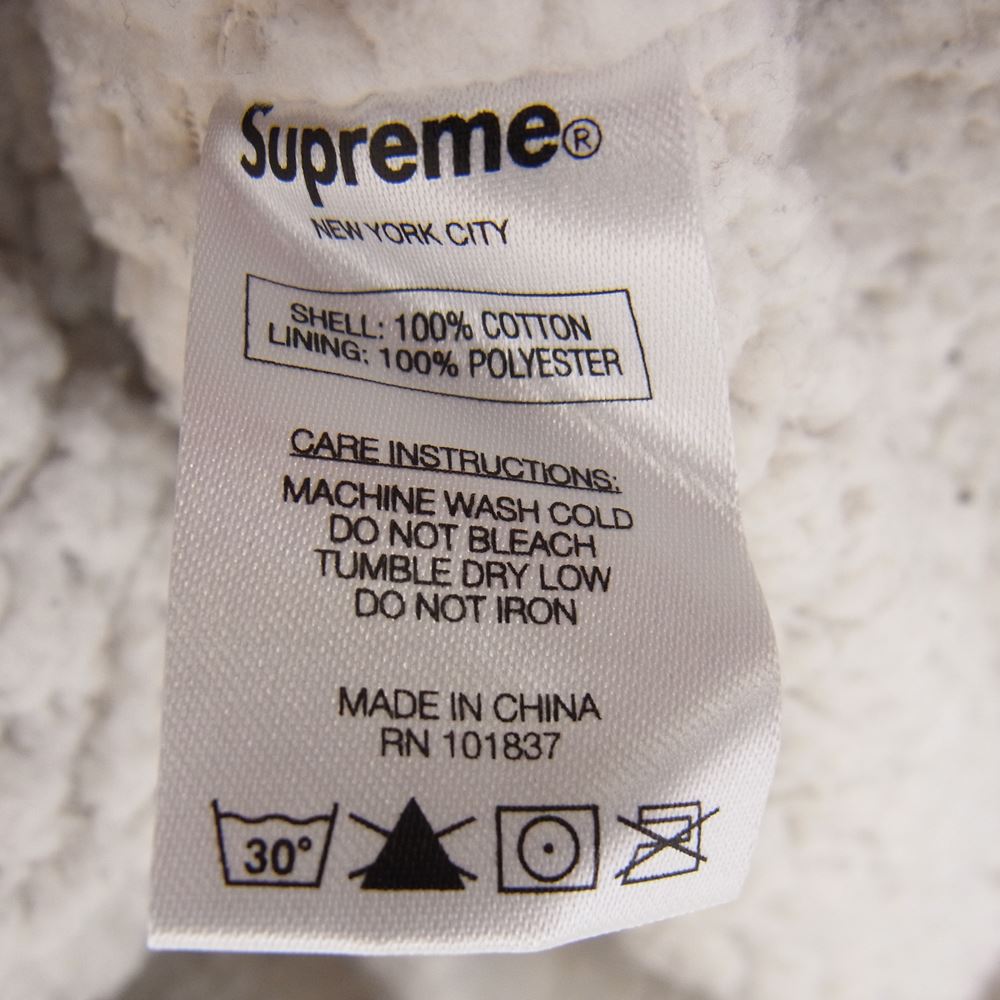 Supreme®
NEW YORK CITY
SHELL: 100% COTTON
LINING: 100% POLYESTER
CARE INSTRUCTIONS:
MACHINE WASH COLD
DO NOT BLEACH
TUMBLE DRY LOW
DO NOT IRON
MADE IN CHINA
RN 101837
30°